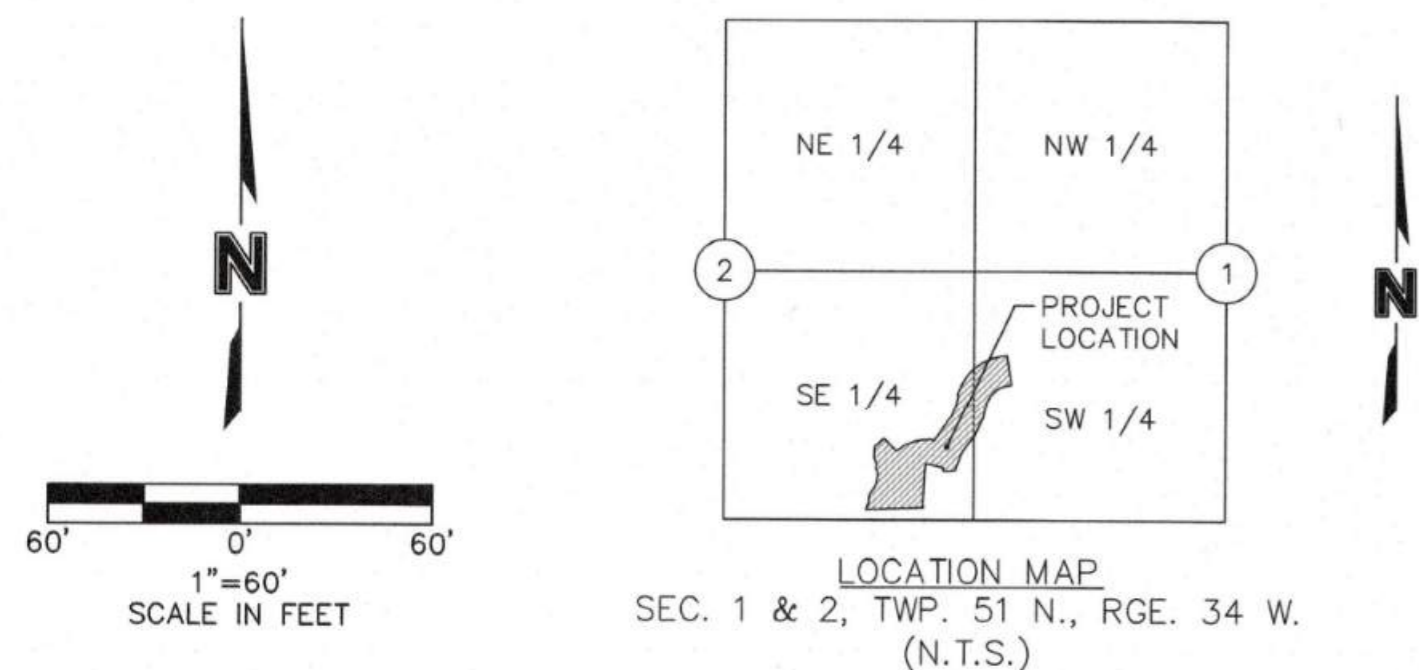 N
60' 0' 60'
1"=60'
SCALE IN FEET
NE 1/4 NW 1/4
2 1
PROJECT
LOCATION
SE 1/4 SW 1/4
LOCATION MAP
SEC. 1 & 2, TWP. 51 N., RGE. 34 W.
(N.T.S.)
N